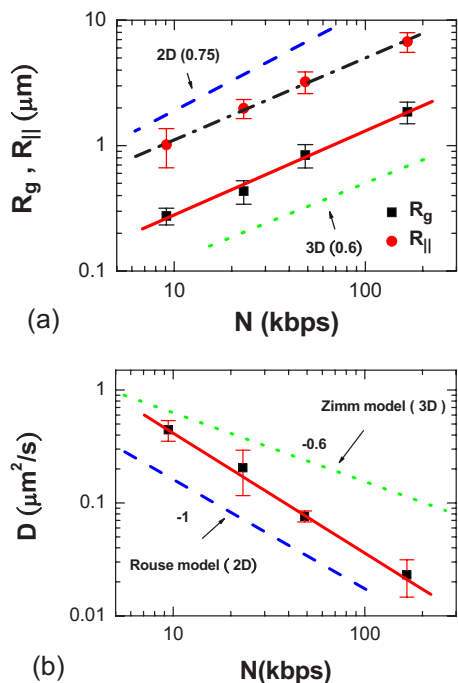 10
2D (0.75)
1
0.1
R_g , R_|| (μm)
3D (0.6)
R_g
R_||
10
100
N (kbps)
(a)
1
0.1
0.01
D (μm²/s)
Zimm model ( 3D )
-0.6
-1
Rouse model ( 2D)
10
100
N(kbps)
(b)